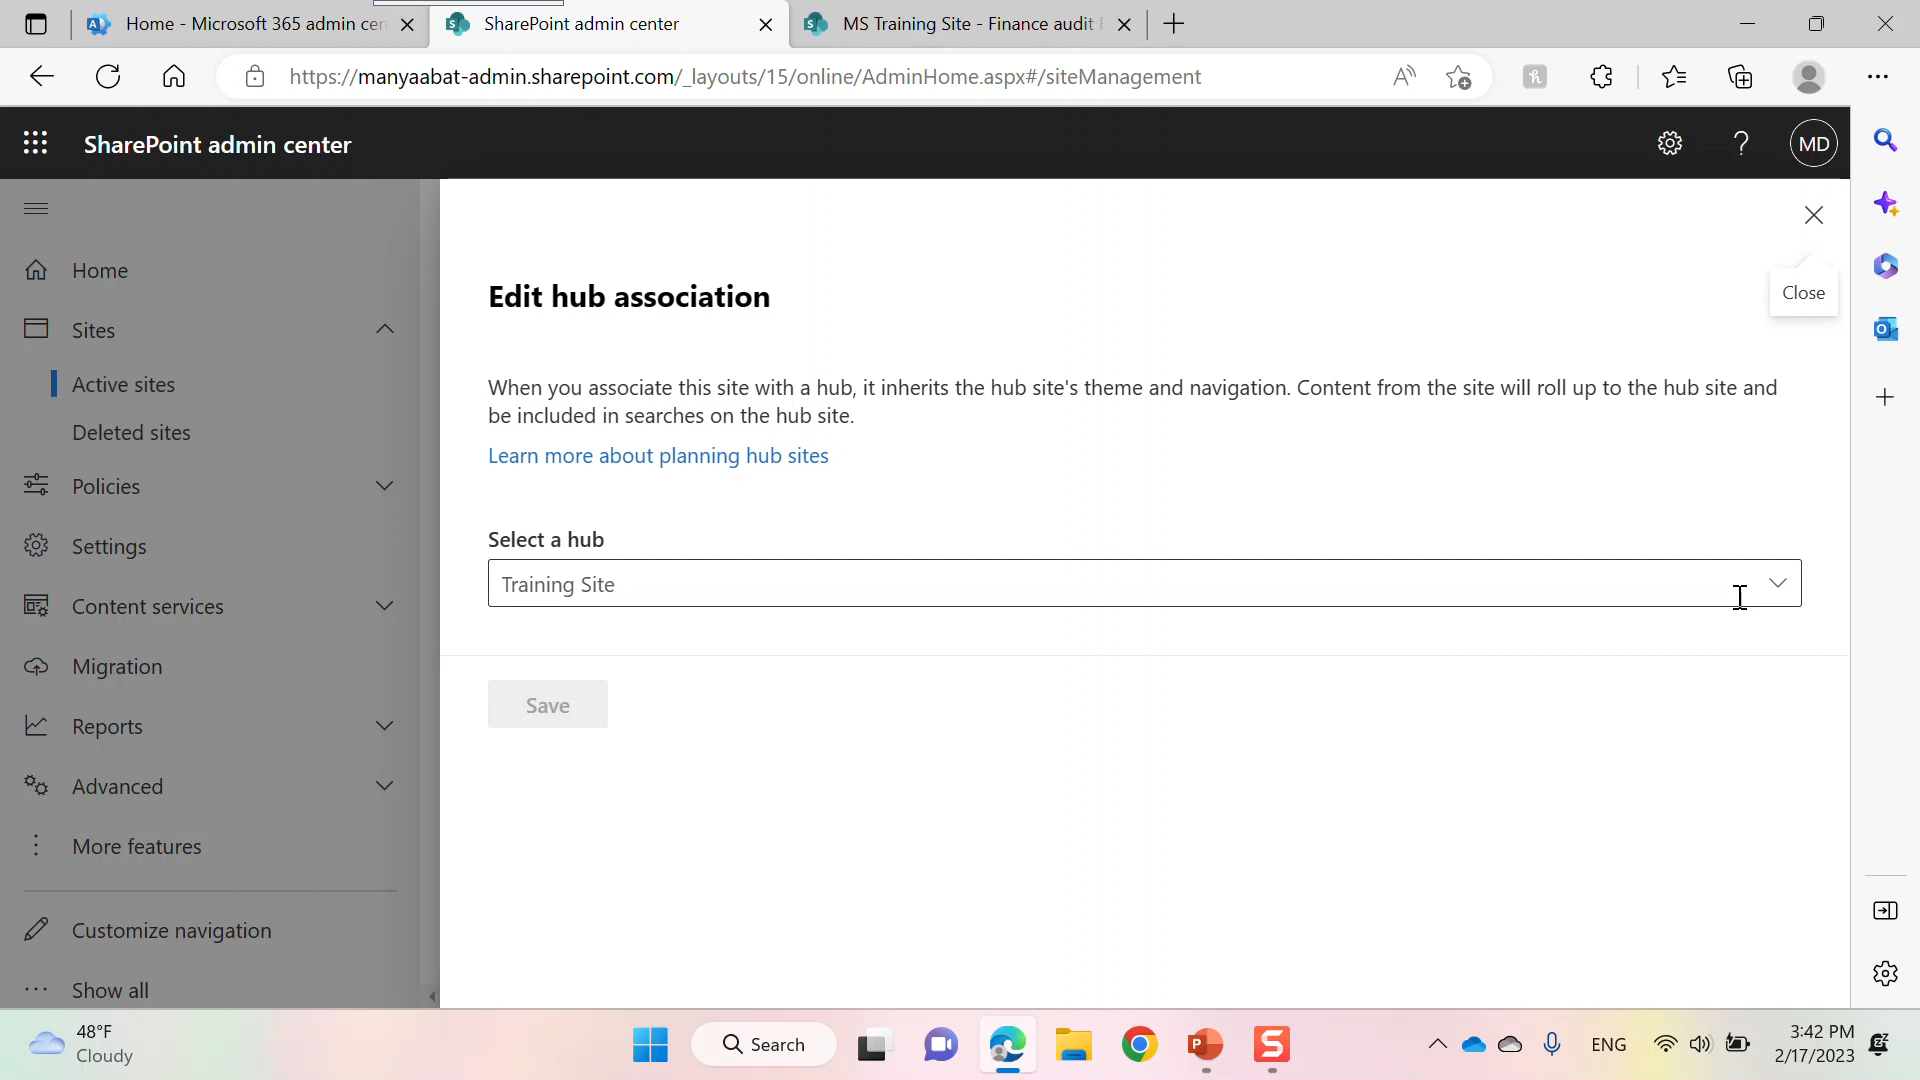 Home - Microsoft 365 admin cen
SharePoint admin center
MS Training Site - Finance audit
https://manyaabat-admin.sharepoint.com/_layouts/15/online/AdminHome.aspx#/siteManagement
SharePoint admin center
MD
Close
Home
Sites
Active sites
Deleted sites
Policies
Settings
Content services
Migration
Reports
Advanced
More features
Customize navigation
Show all
Edit hub association
When you associate this site with a hub, it inherits the hub site's theme and navigation. Content from the site will roll up to the hub site and
be included in searches on the hub site.
Learn more about planning hub sites
Select a hub
Training Site
Save
48°F
Cloudy
Search
ENG
3:42 PM
2/17/2023